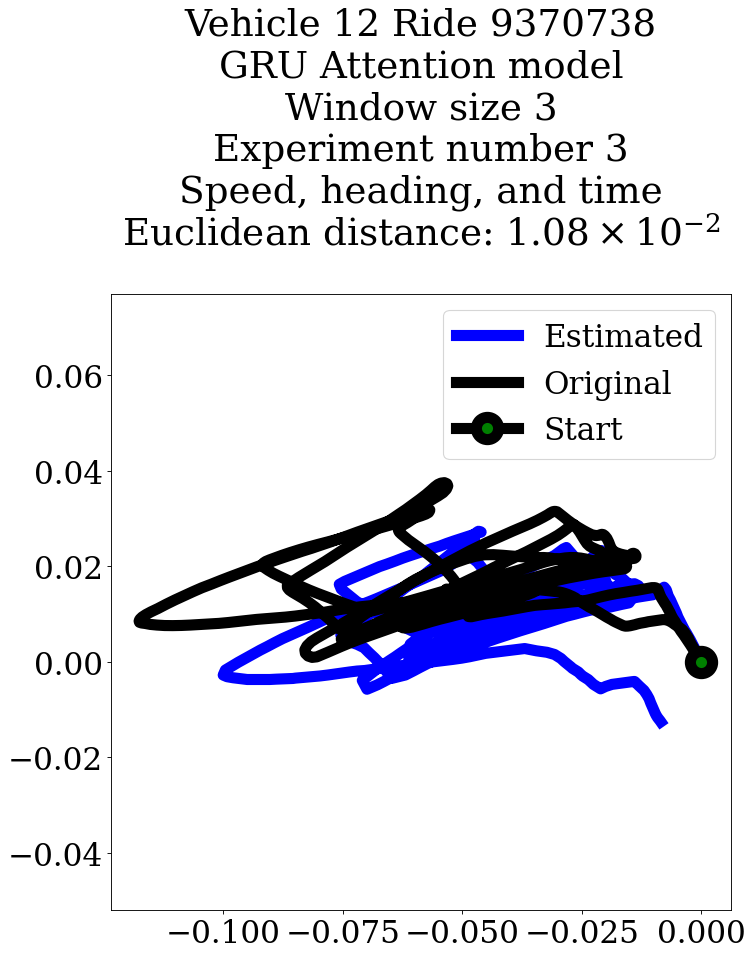 Vehicle 12 Ride 9370738
GRU Attention model
Window size 3
Experiment number 3
Speed, heading, and time
Euclidean distance: 1.08 × 10⁻²
Estimated
Original
Start
0.06
0.04
0.02
0.00
−0.02
−0.04
−0.100 −0.075 −0.050 −0.025 0.000